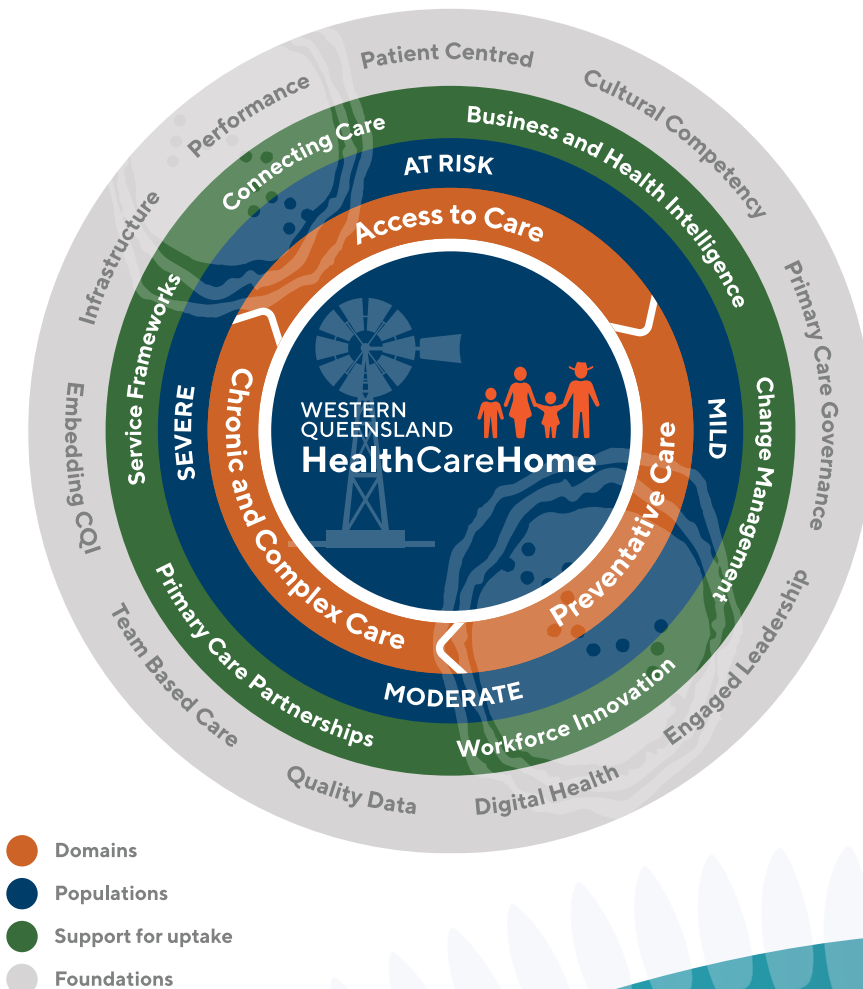 Patient Centred
Cultural Competency
Primary Care Governance
Engaged Leadership
Digital Health
Quality Data
Team Based Care
Embedding CQI
Infrastructure
Performance
Connecting Care
Business and Health Intelligence
Change Management
Workforce Innovation
Primary Care Partnerships
Service Frameworks
AT RISK
MILD
MODERATE
SEVERE
Access to Care
Preventative Care
Chronic and Complex Care
WESTERN
QUEENSLAND
HealthCareHome
Domains
Populations
Support for uptake
Foundations